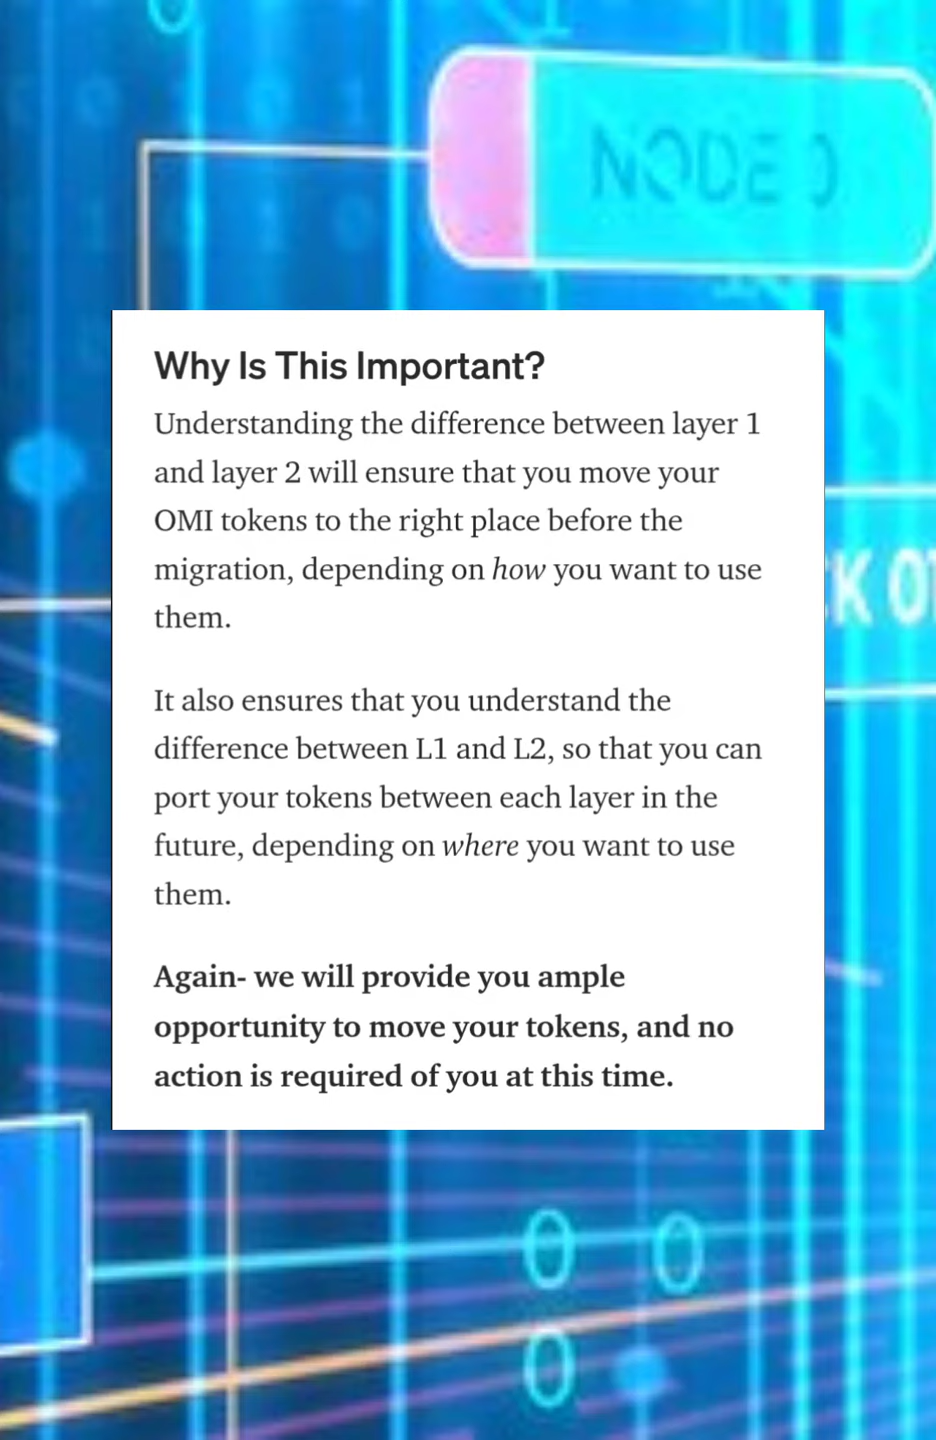 NODE
Why Is This Important?
Understanding the difference between layer 1
and layer 2 will ensure that you move your
OMI tokens to the right place before the
migration, depending on how you want to use
them.
It also ensures that you understand the
difference between L1 and L2, so that you can
port your tokens between each layer in the
future, depending on where you want to use
them.
Again- we will provide you ample
opportunity to move your tokens, and no
action is required of you at this time.
0 0
0